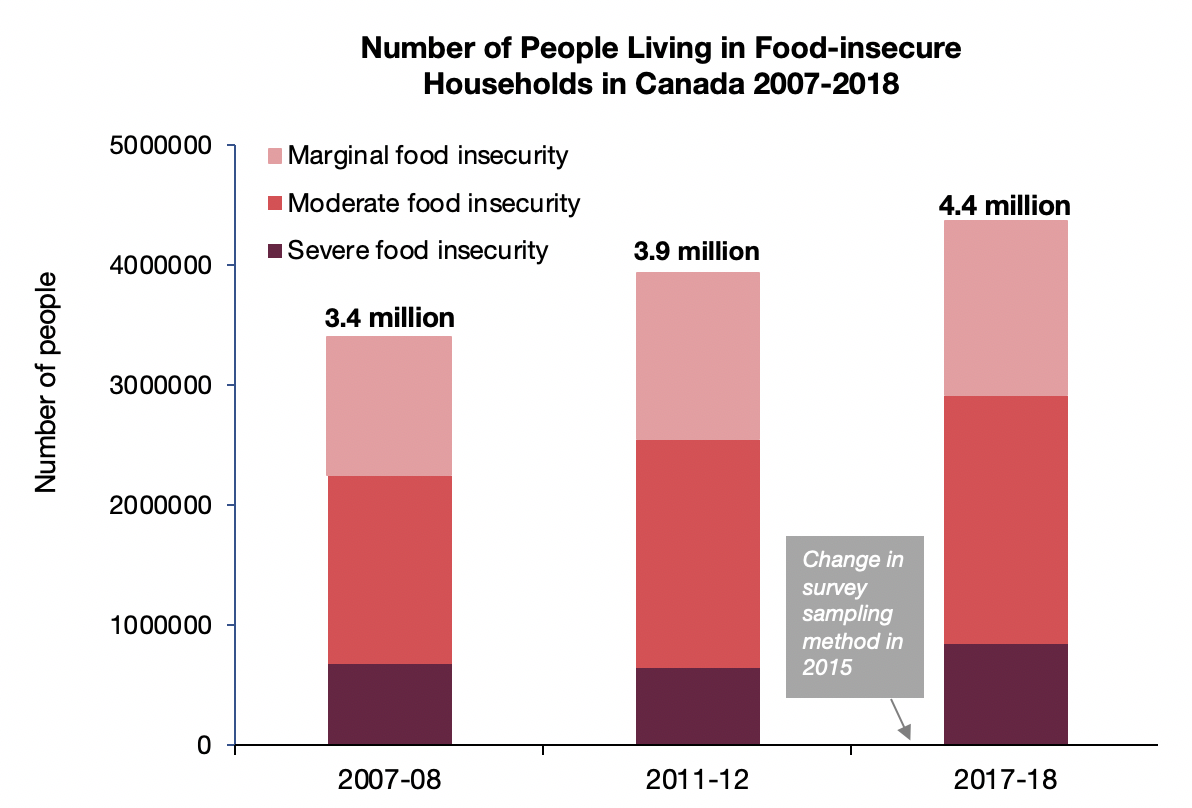 Number of People Living in Food-insecure
Households in Canada 2007-2018
Number of people
5000000
4000000
3000000
2000000
1000000
0
Marginal food insecurity
Moderate food insecurity
Severe food insecurity
3.4 million
3.9 million
4.4 million
Change in
survey
sampling
method in
2015
2007-08
2011-12
2017-18